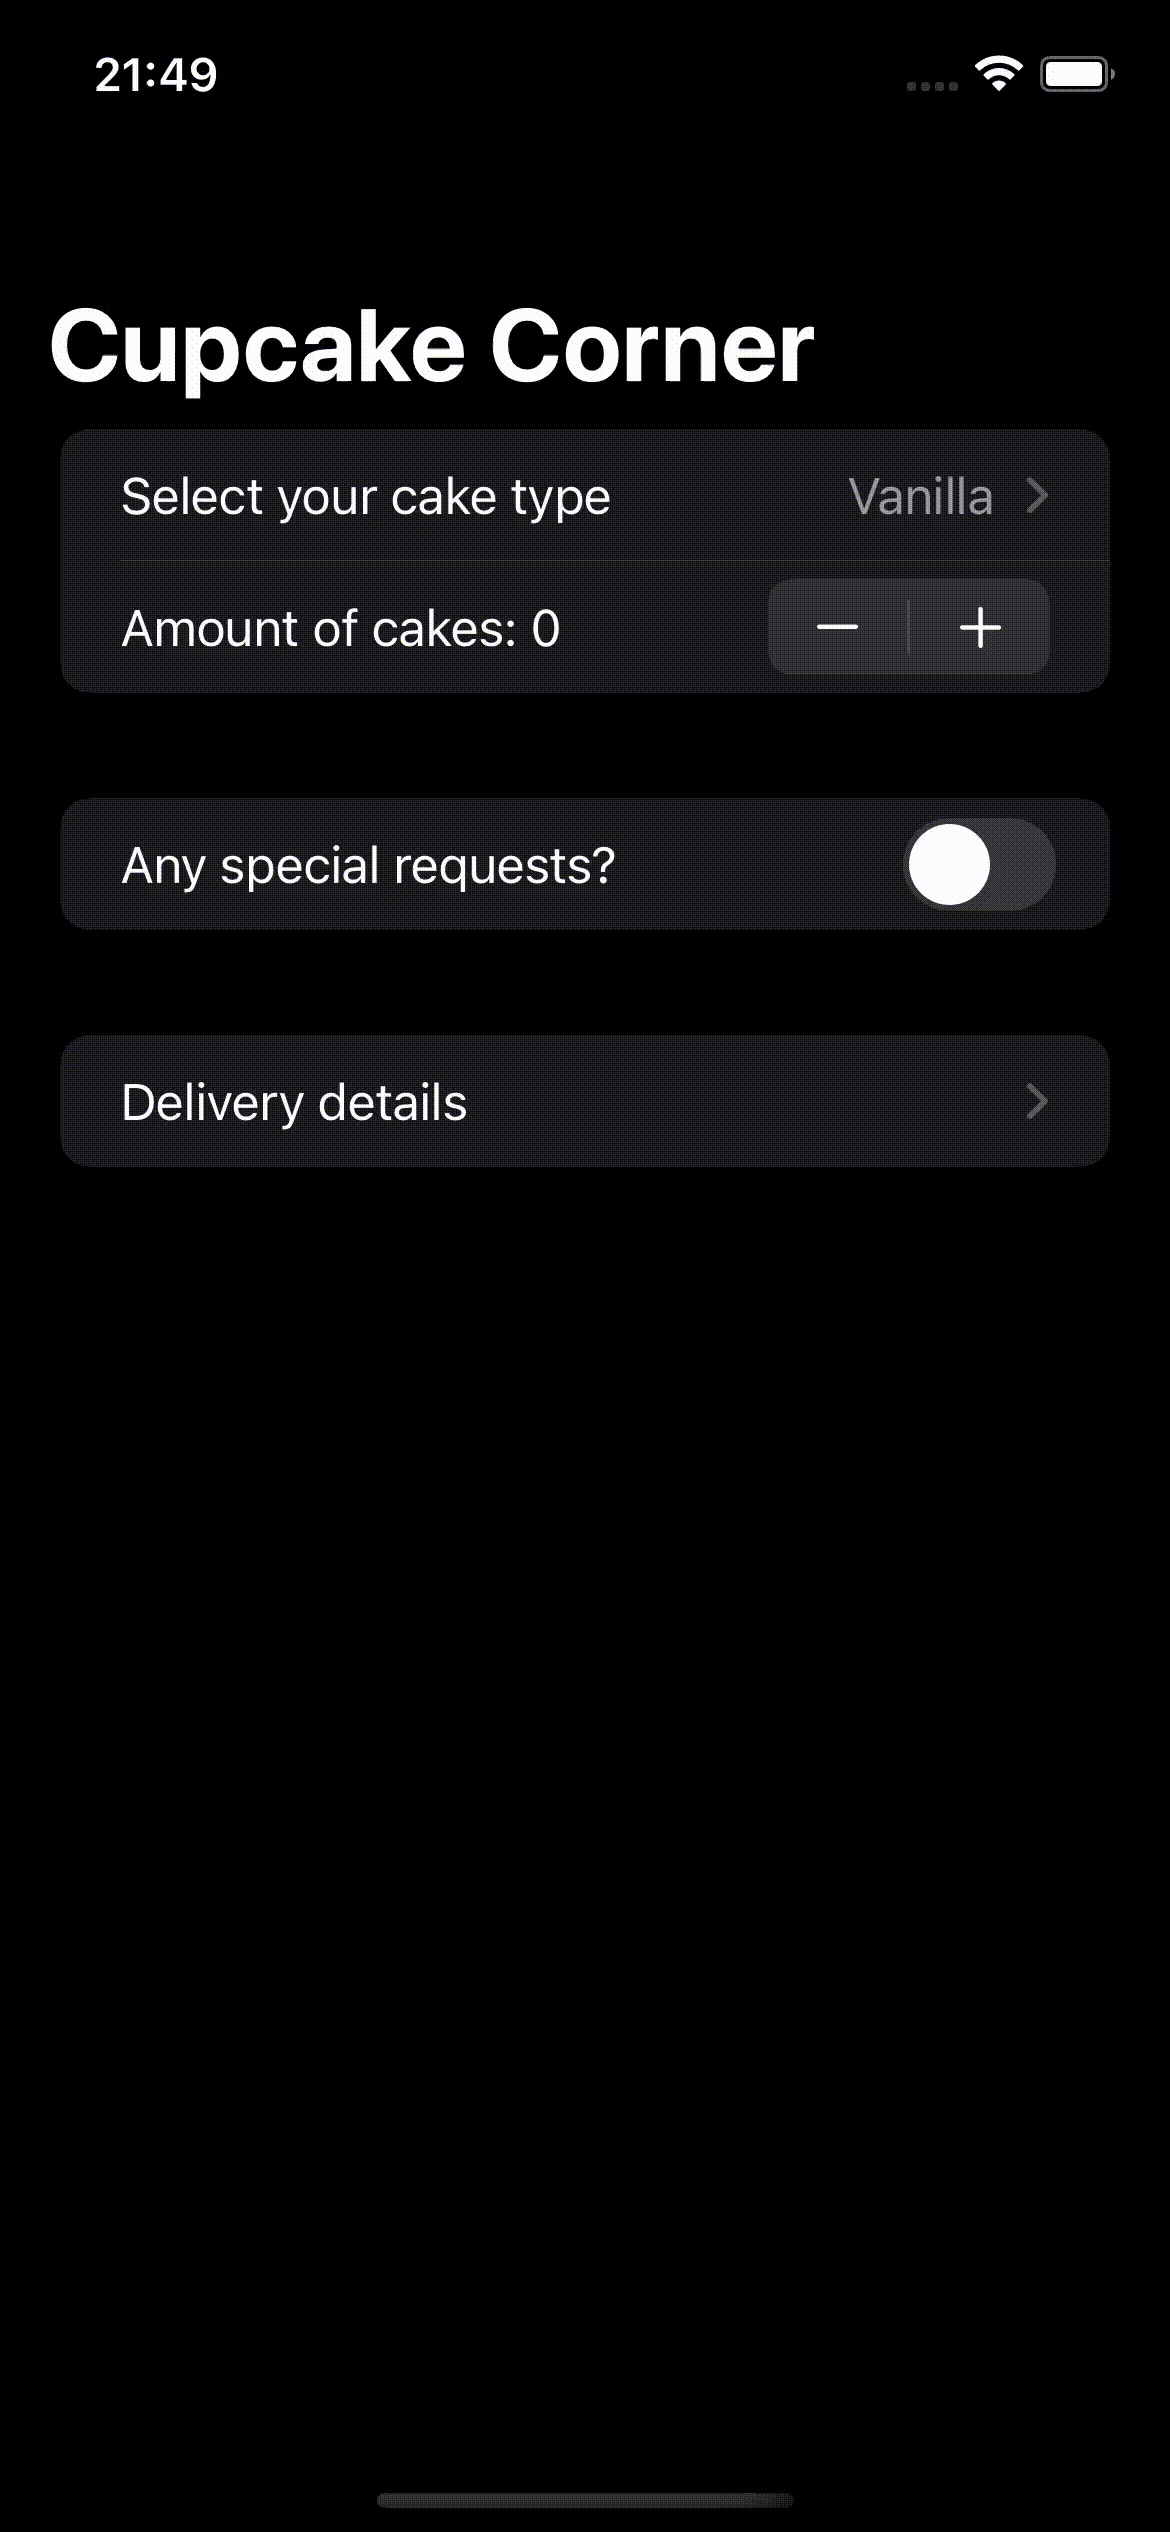 21:49
Cupcake Corner
Select your cake type Vanilla
Amount of cakes: 0
Any special requests?
Delivery details